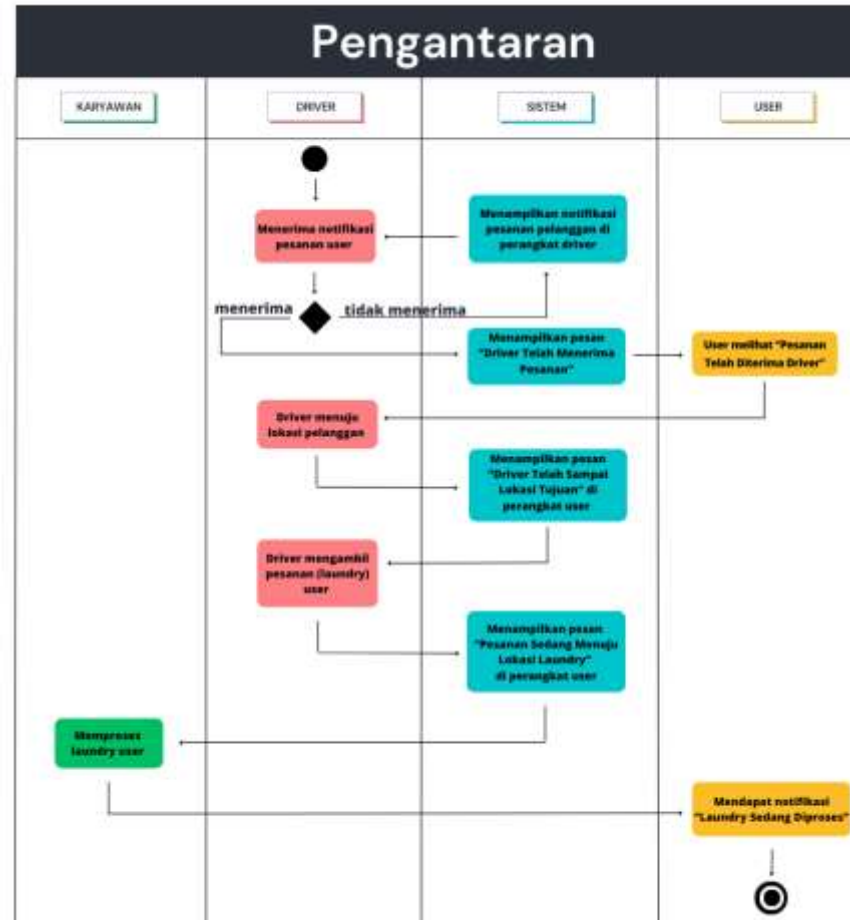 Pengantaran
KARYAWAN
DRIVER
SISTEM
USER
Menerima notifikasi
pesanan user
Menampilkan notifikasi
pesanan pelanggan di
perangkat driver
menerima
tidak menerima
Menampilkan pesan
"Driver Telah Menerima
Pesanan"
User melihat "Pesanan
Telah Diterima Driver"
Driver menuju
lokasi pelanggan
Menampilkan pesan
"Driver Telah Sampai
Lokasi Tujuan" di
perangkat user
Driver mengambil
pesanan (laundry)
user
Menampilkan pesan
"Pesanan Sedang Menuju
Lokasi Laundry"
di perangkat user
Memproses
laundry user
Mendapat notifikasi
"Laundry Sedang Diproses"